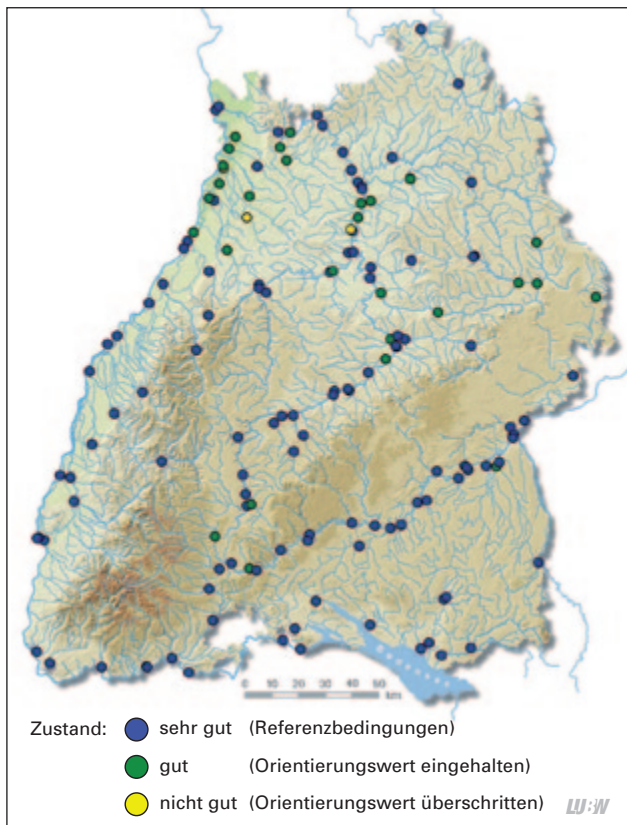 0 10 20 30 40 50
km
Zustand: sehr gut (Referenzbedingungen)
gut (Orientierungswert eingehalten)
nicht gut (Orientierungswert überschritten)
LUBW